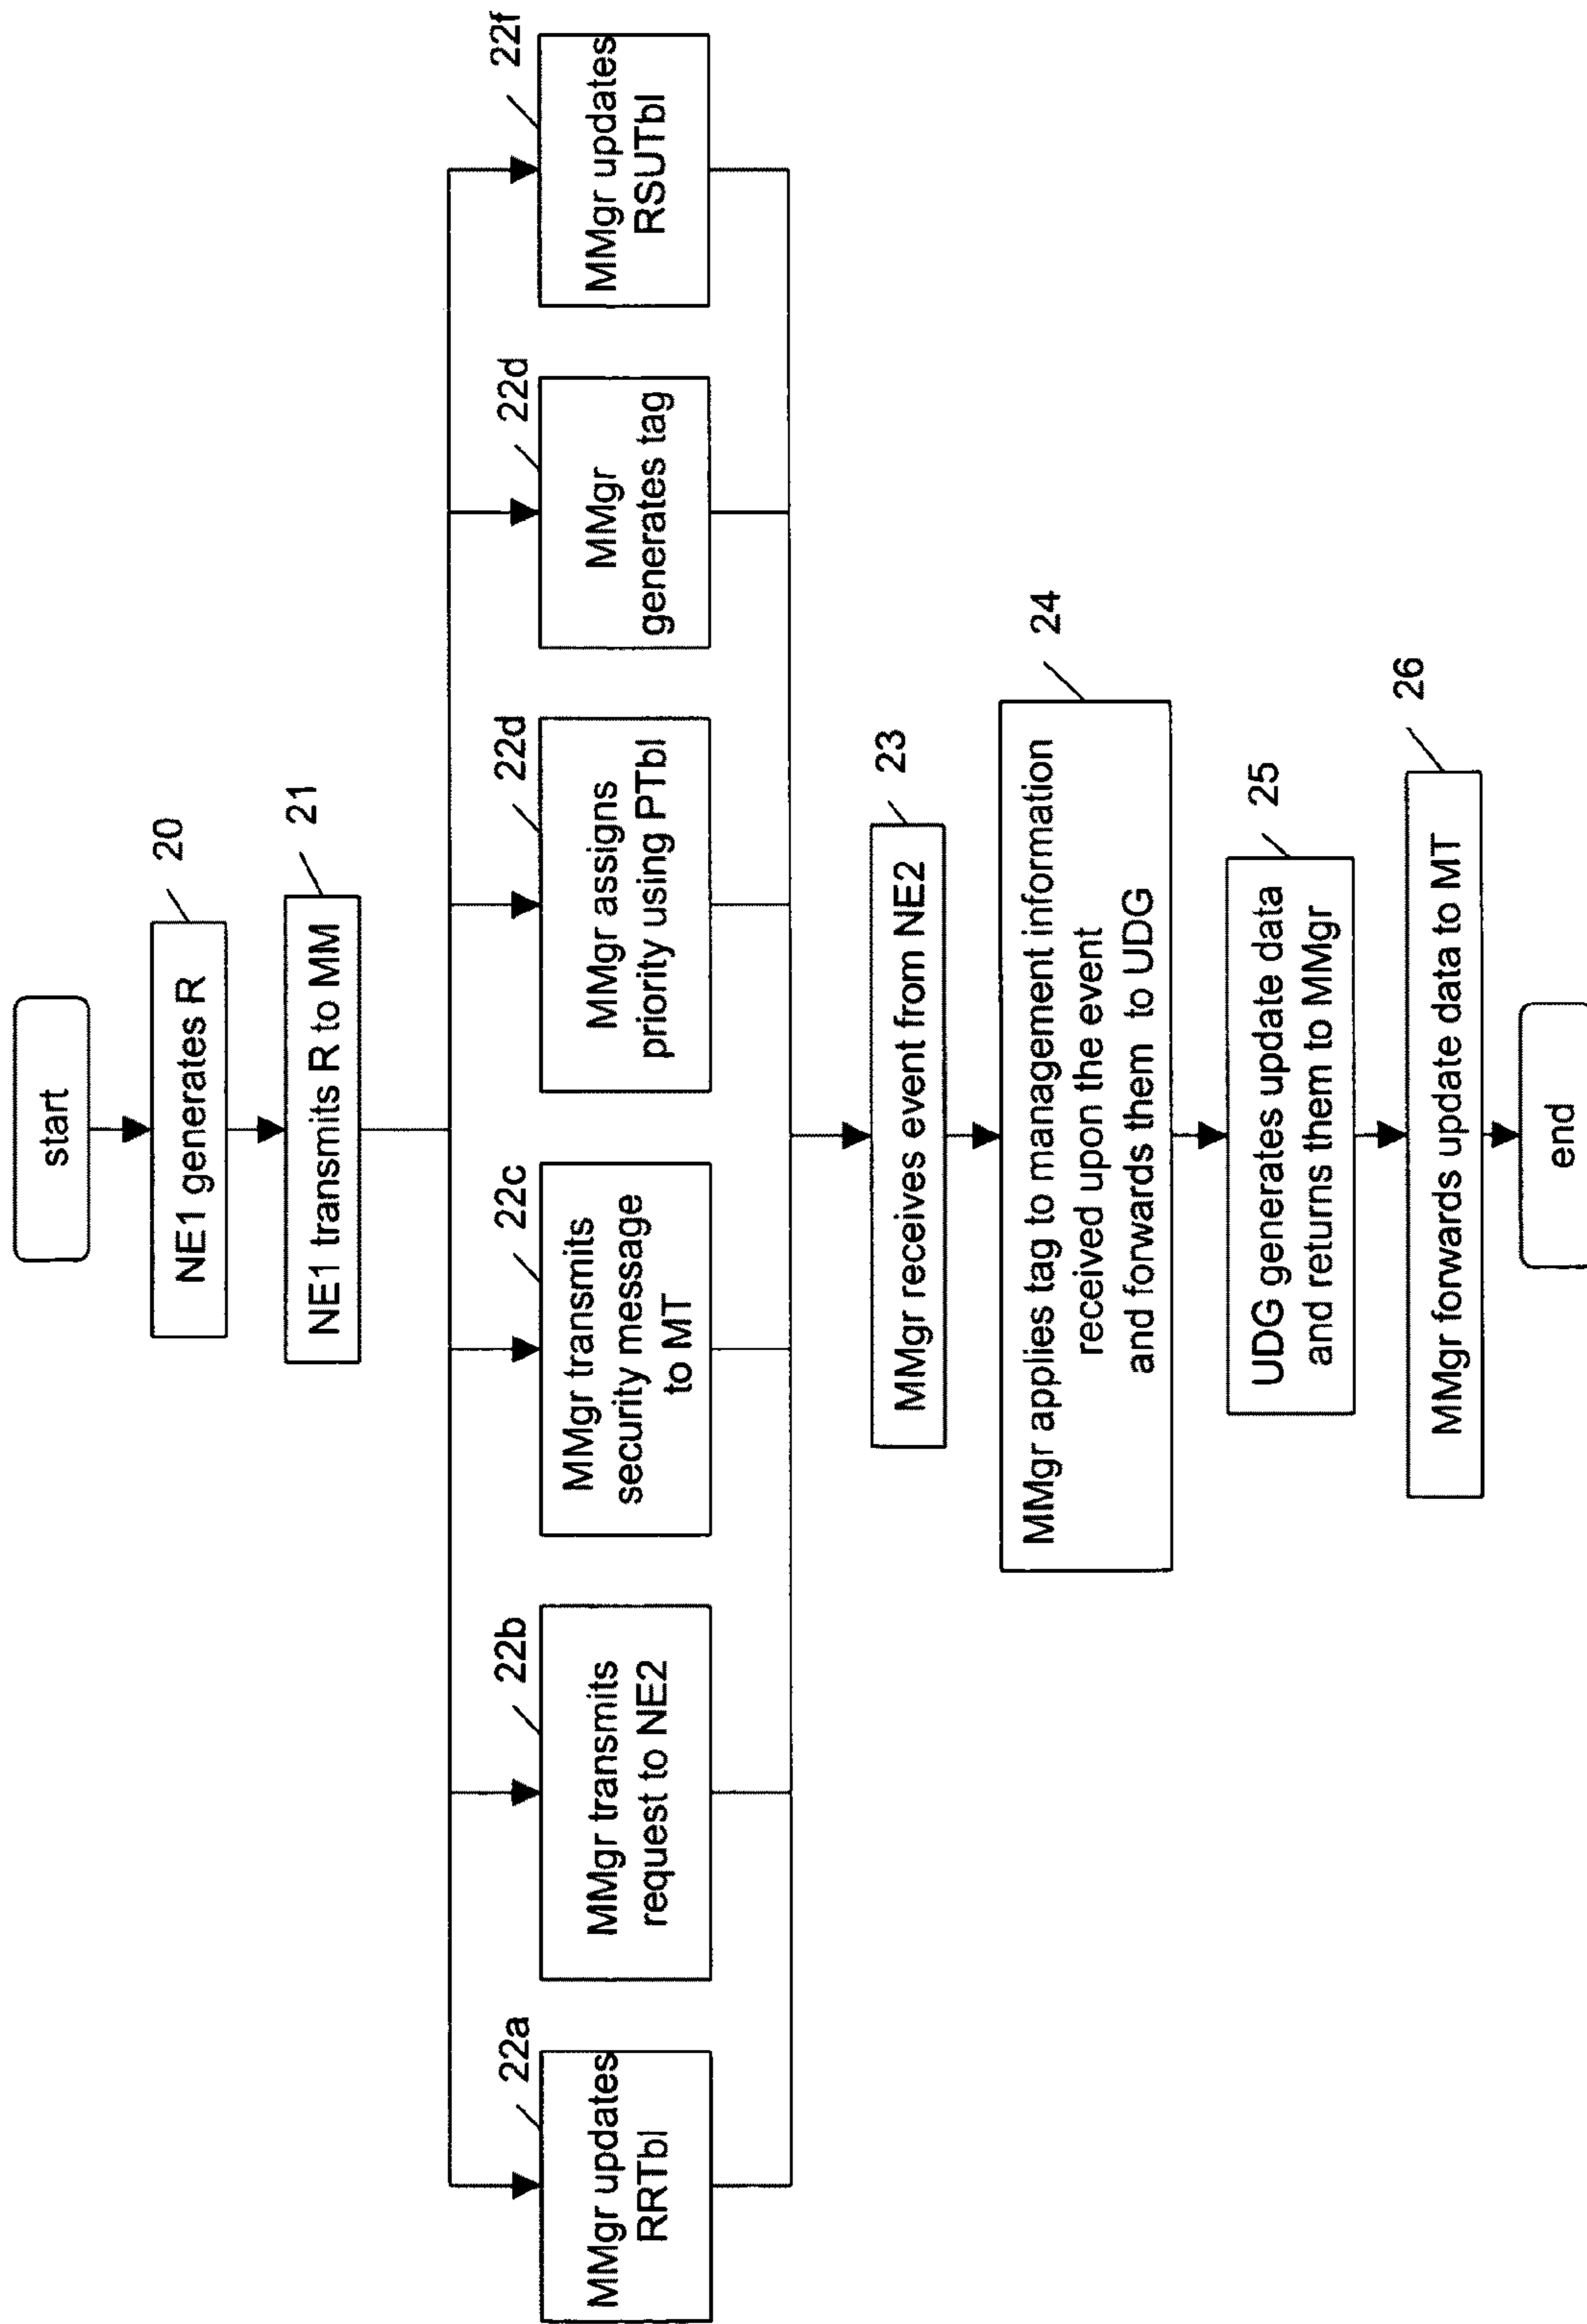 start
20
NE1 generates R
21
NE1 transmits R to MM
22a
MMgr updates
RRTbl
22b
MMgr transmits
request to NE2
22c
MMgr transmits
security message
to MT
22d
MMgr assigns
priority using PTbl
22d
MMgr
generates tag
22f
MMgr updates
RSUTbl
23
MMgr receives event from NE2
24
MMgr applies tag to management information
received upon the event
and forwards them to UDG
25
UDG generates update data
and returns them to MMgr
26
MMgr forwards update data to MT
end